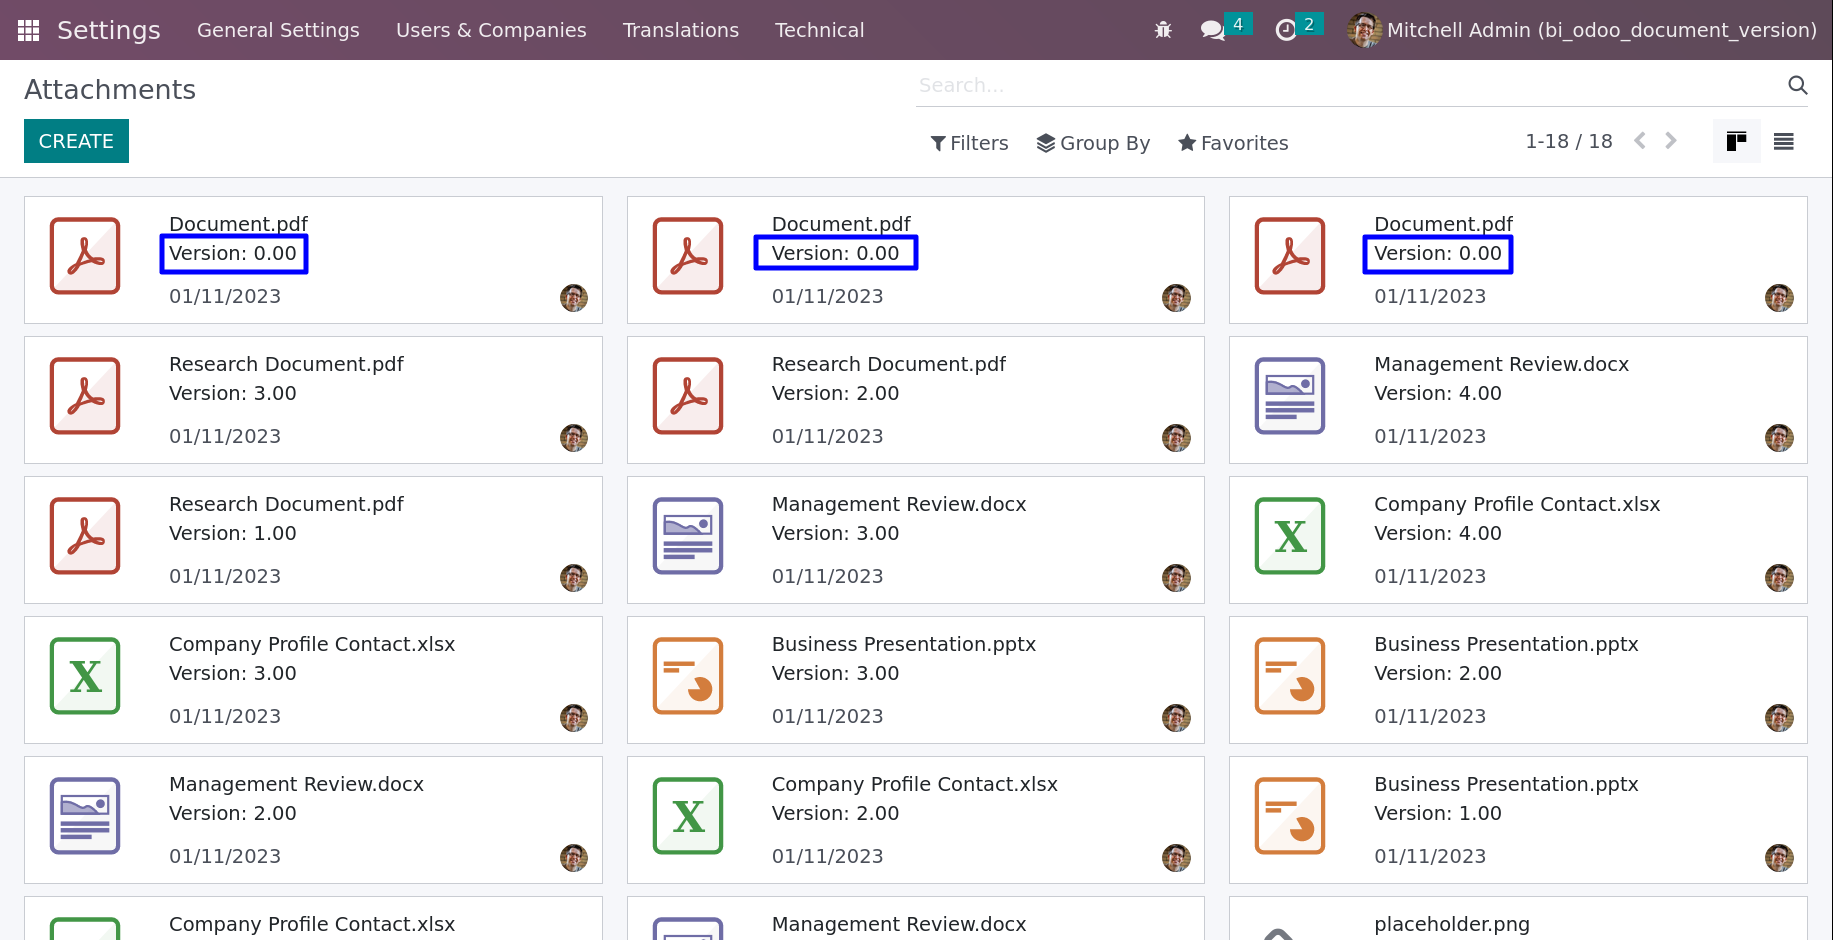 Settings General Settings Users & Companies Translations Technical 4 2 Mitchell Admin (bi_odoo_document_version)
Attachments
Search...
CREATE
Filters Group By Favorites 1-18 / 18
Document.pdf
Version: 0.00
01/11/2023
Document.pdf
Version: 0.00
01/11/2023
Document.pdf
Version: 0.00
01/11/2023
Research Document.pdf
Version: 3.00
01/11/2023
Research Document.pdf
Version: 2.00
01/11/2023
Management Review.docx
Version: 4.00
01/11/2023
Research Document.pdf
Version: 1.00
01/11/2023
Management Review.docx
Version: 3.00
01/11/2023
X
Company Profile Contact.xlsx
Version: 4.00
01/11/2023
X
Company Profile Contact.xlsx
Version: 3.00
01/11/2023
Business Presentation.pptx
Version: 3.00
01/11/2023
Business Presentation.pptx
Version: 2.00
01/11/2023
Management Review.docx
Version: 2.00
01/11/2023
X
Company Profile Contact.xlsx
Version: 2.00
01/11/2023
Business Presentation.pptx
Version: 1.00
01/11/2023
Company Profile Contact.xlsx
Management Review.docx
placeholder.png